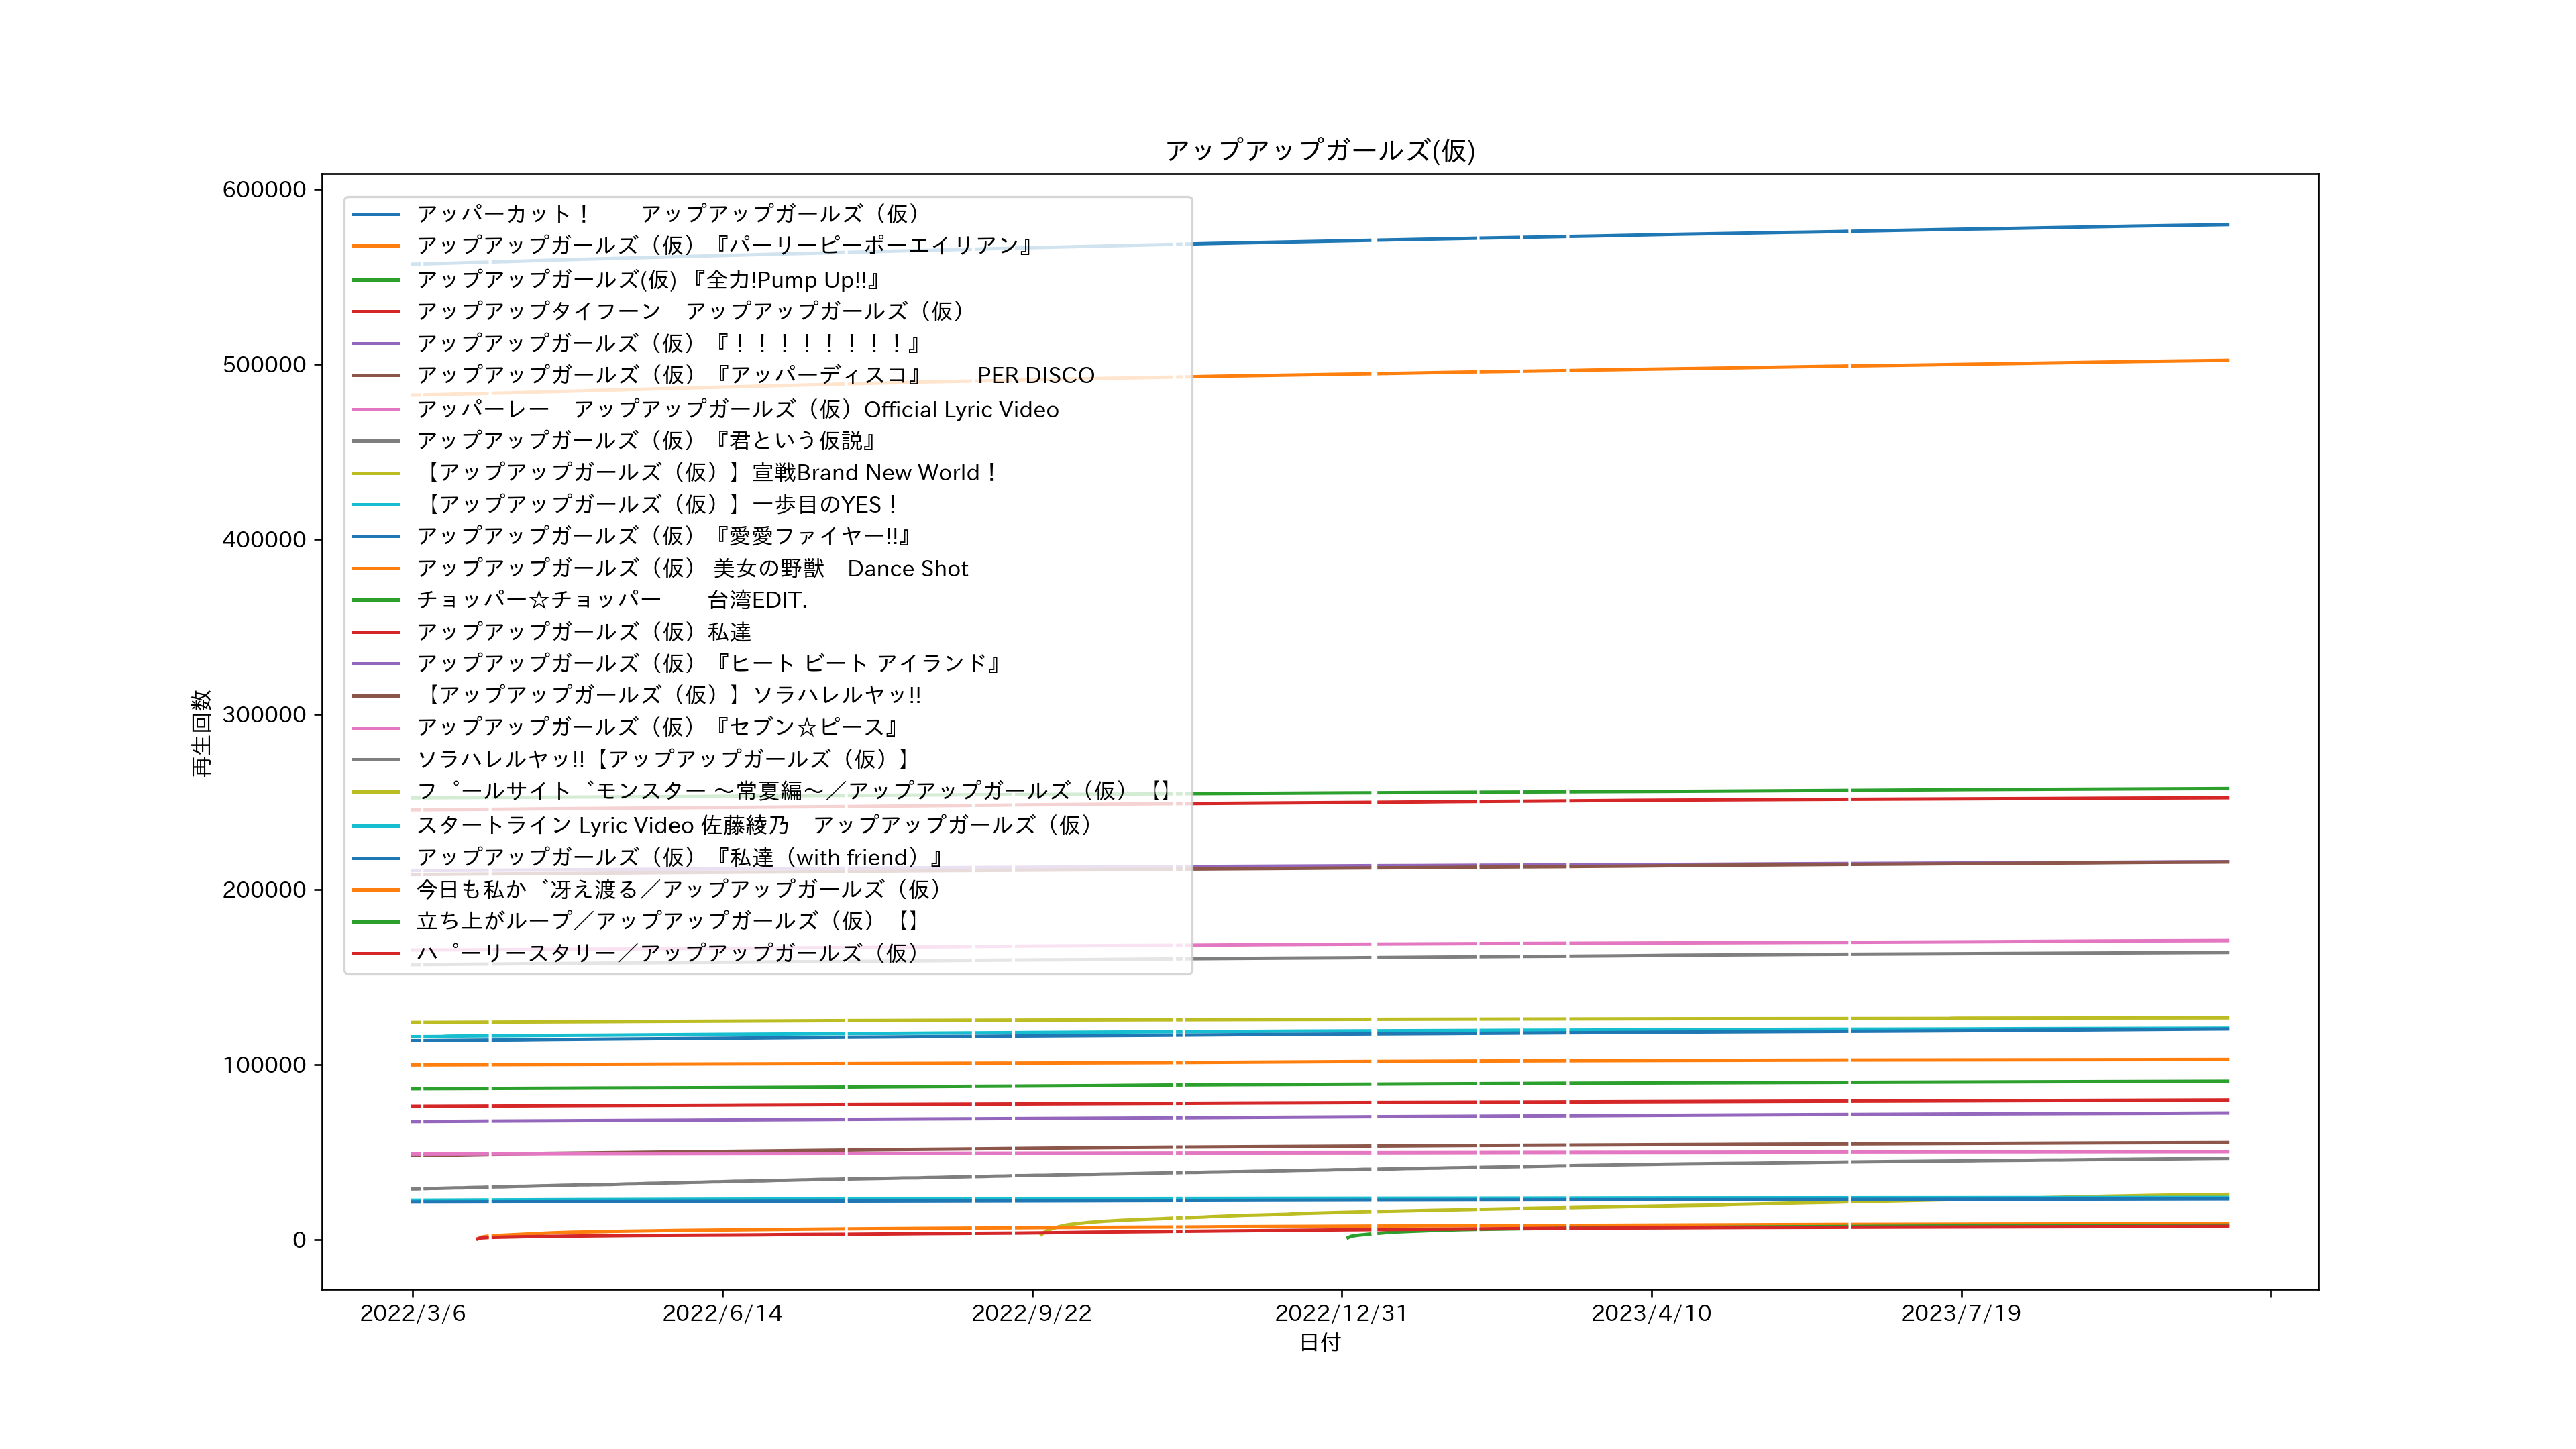 アップアップガールズ(仮)
600000
500000
400000
300000
200000
100000
0
再生回数
アッパーカット！　　アップアップガールズ（仮）
アップアップガールズ（仮）『パーリーピーポーエイリアン』
アップアップガールズ(仮) 『全力!Pump Up!!』
アップアップタイフーン　アップアップガールズ（仮）
アップアップガールズ（仮）『！！！！！！！！』
アップアップガールズ（仮）『アッパーディスコ』　　PER DISCO
アッパーレー　アップアップガールズ（仮）Official Lyric Video
アップアップガールズ（仮）『君という仮説』
【アップアップガールズ（仮）】宣戦Brand New World！
【アップアップガールズ（仮）】一歩目のYES！
アップアップガールズ（仮）『愛愛ファイヤー!!』
アップアップガールズ（仮） 美女の野獣　Dance Shot
チョッパー☆チョッパー　　台湾EDIT.
アップアップガールズ（仮）私達
アップアップガールズ（仮）『ヒート ビート アイランド』
【アップアップガールズ（仮）】ソラハレルヤッ!!
アップアップガールズ（仮）『セブン☆ピース』
ソラハレルヤッ!!【アップアップガールズ（仮）】
フ゜ールサイト゛モンスター 〜常夏編〜／アップアップガールズ（仮）【】
スタートライン Lyric Video 佐藤綾乃　アップアップガールズ（仮）
アップアップガールズ（仮）『私達（with friend）』
今日も私か゛冴え渡る／アップアップガールズ（仮）
立ち上がループ／アップアップガールズ（仮）【】
ハ゜ーリースタリー／アップアップガールズ（仮）
2022/3/6
2022/6/14
2022/9/22
2022/12/31
2023/4/10
2023/7/19
日付